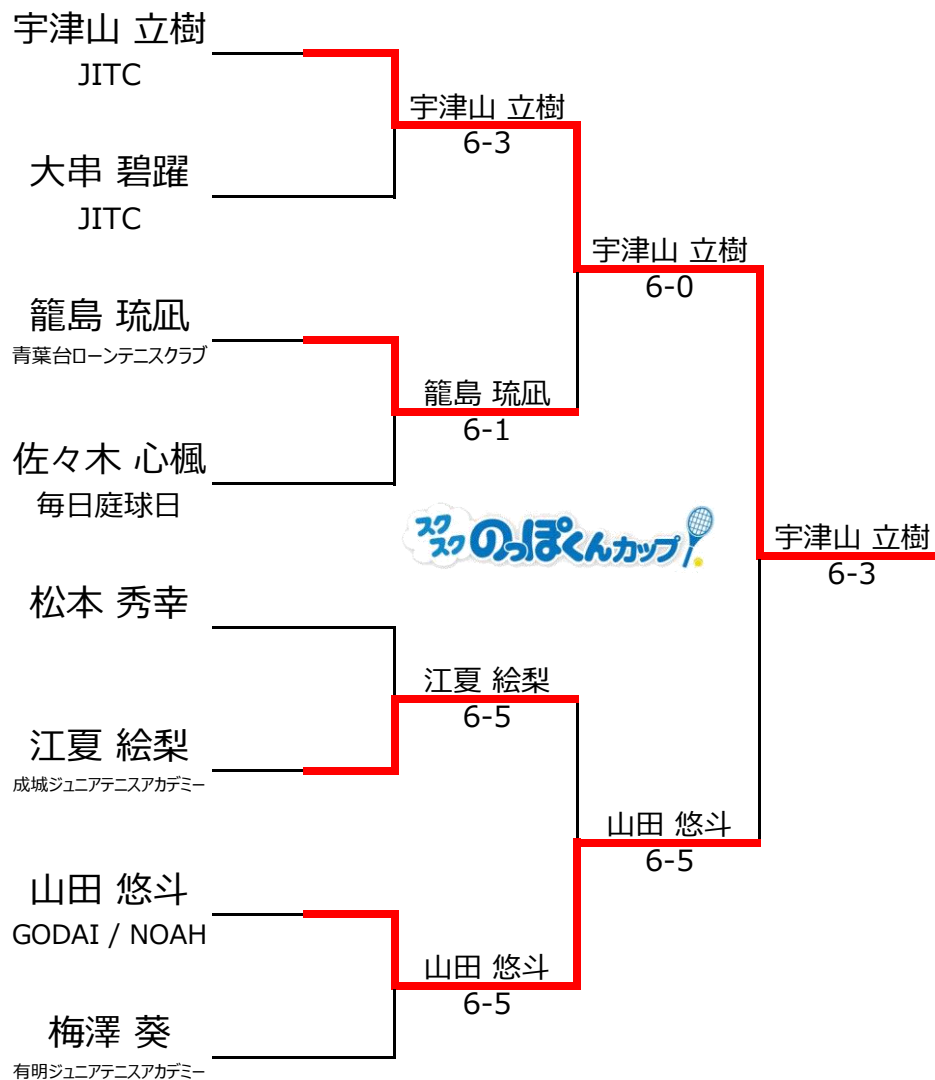 宇津山 立樹
JITC
宇津山 立樹
6-3
大串 碧躍
JITC
宇津山 立樹
6-0
籠島 琉凪
青葉台ローンテニスクラブ
籠島 琉凪
6-1
佐々木 心楓
毎日庭球日
スクスク のっぽくんカップ
宇津山 立樹
6-3
松本 秀幸
江夏 絵梨
6-5
江夏 絵梨
成城ジュニアテニスアカデミー
山田 悠斗
6-5
山田 悠斗
GODAI / NOAH
山田 悠斗
6-5
梅澤 葵
有明ジュニアテニスアカデミー